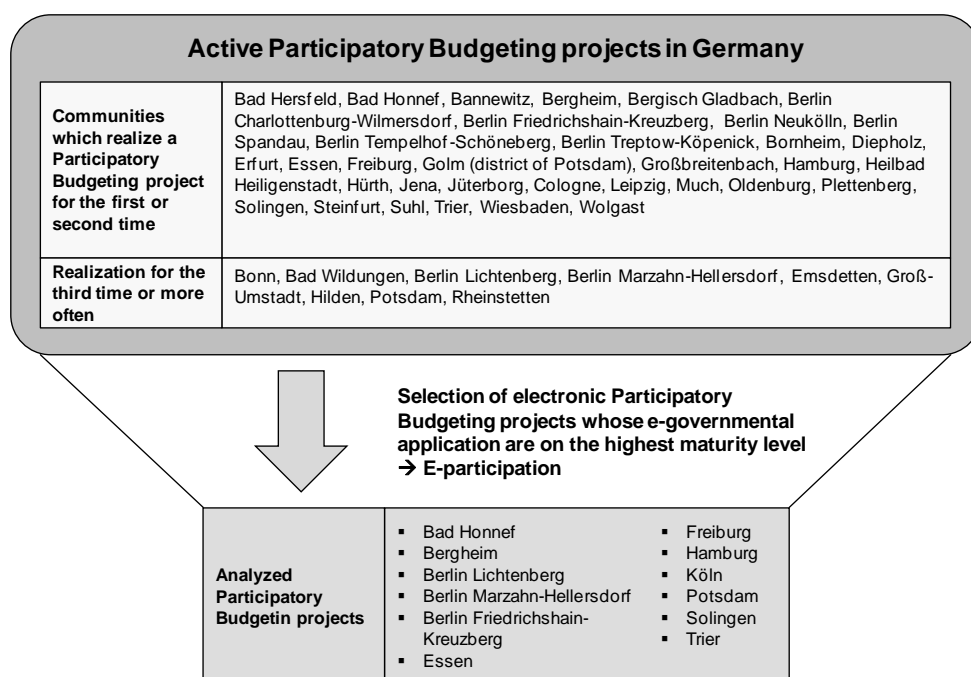 Active Participatory Budgeting projects in Germany
Communities
which realize a
Participatory
Budgeting project
for the first or
second time
Bad Hersfeld, Bad Honnef, Bannewitz, Bergheim, Bergisch Gladbach, Berlin
Charlottenburg-Wilmersdorf, Berlin Friedrichshain-Kreuzberg, Berlin Neukölln, Berlin
Spandau, Berlin Tempelhof-Schöneberg, Berlin Treptow-Köpenick, Bornheim, Diepholz,
Erfurt, Essen, Freiburg, Golm (district of Potsdam), Großbreitenbach, Hamburg, Heilbad
Heiligenstadt, Hürth, Jena, Jüterborg, Cologne, Leipzig, Much, Oldenburg, Plettenberg,
Solingen, Steinfurt, Suhl, Trier, Wiesbaden, Wolgast
Realization for the
third time or more
often
Bonn, Bad Wildungen, Berlin Lichtenberg, Berlin Marzahn-Hellersdorf, Emsdetten, Groß-
Umstadt, Hilden, Potsdam, Rheinstetten
Selection of electronic Participatory
Budgeting projects whose e-governmental
application are on the highest maturity level
→ E-participation
Analyzed
Participatory
Budgetin projects
▪ Bad Honnef
▪ Bergheim
▪ Berlin Lichtenberg
▪ Berlin Marzahn-Hellersdorf
▪ Berlin Friedrichshain-
Kreuzberg
▪ Essen
▪ Freiburg
▪ Hamburg
▪ Köln
▪ Potsdam
▪ Solingen
▪ Trier